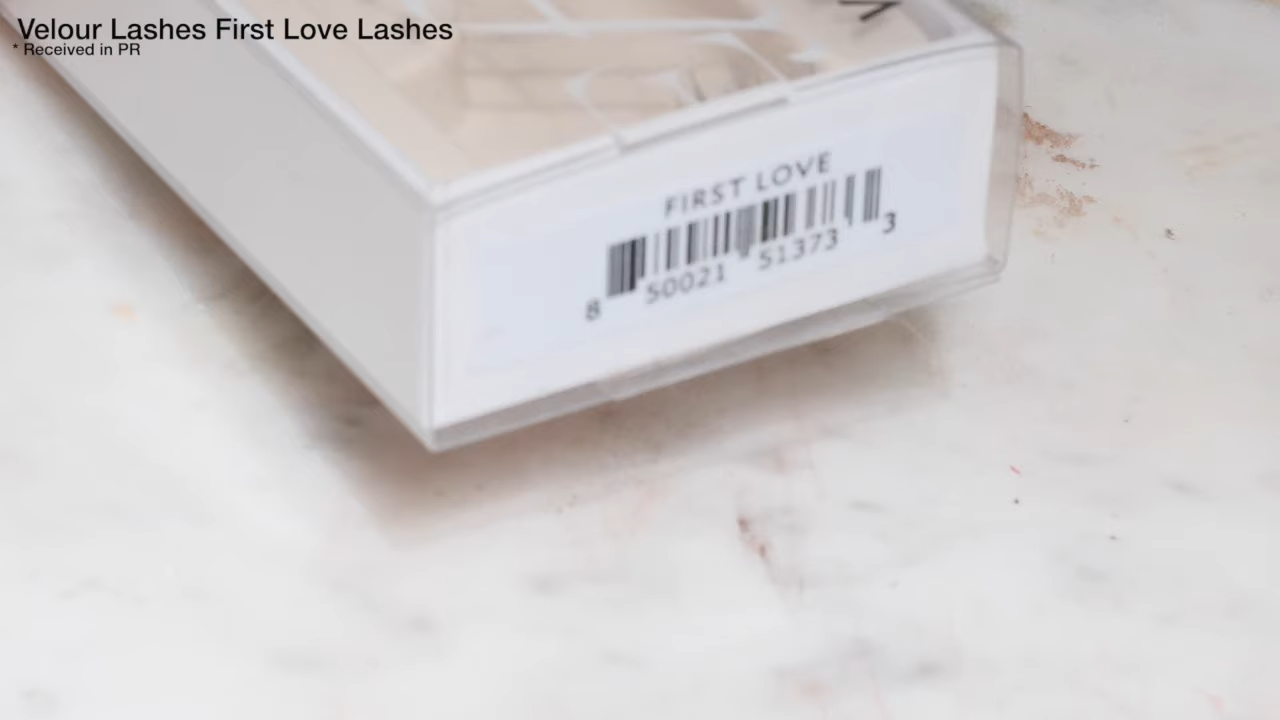 Velour Lashes First Love Lashes
* Received in PR
FIRST LOVE
8 50021 51373 3